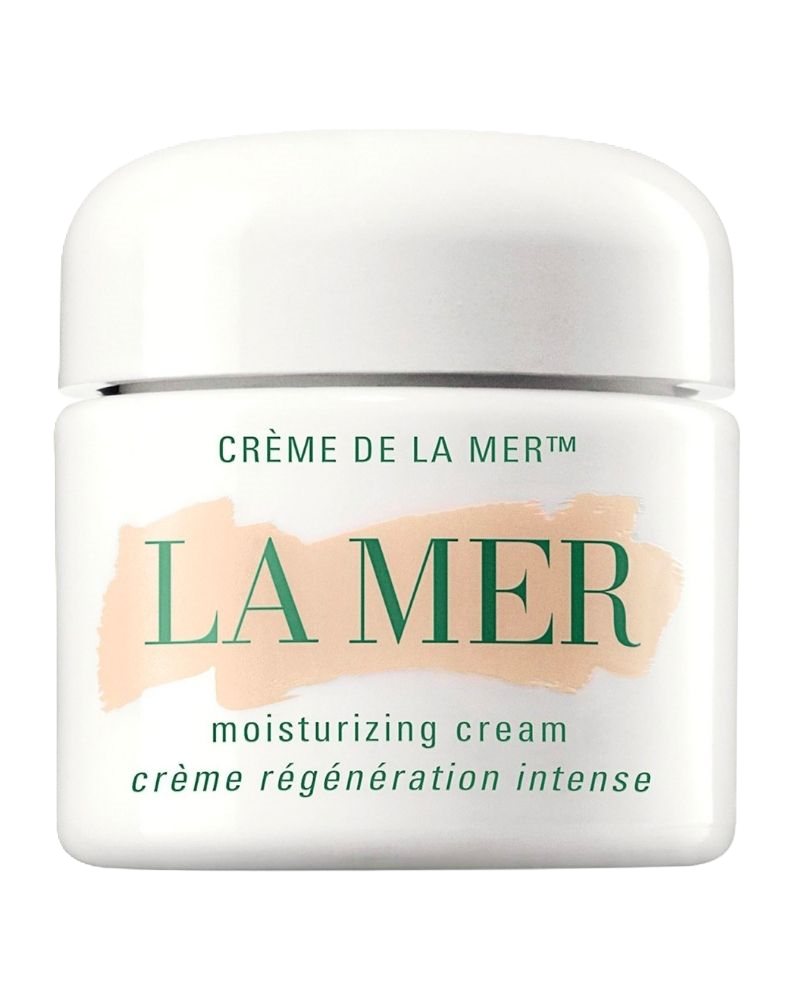 CRÈME DE LA MER™
LA MER
moisturizing cream
crème régénération intense